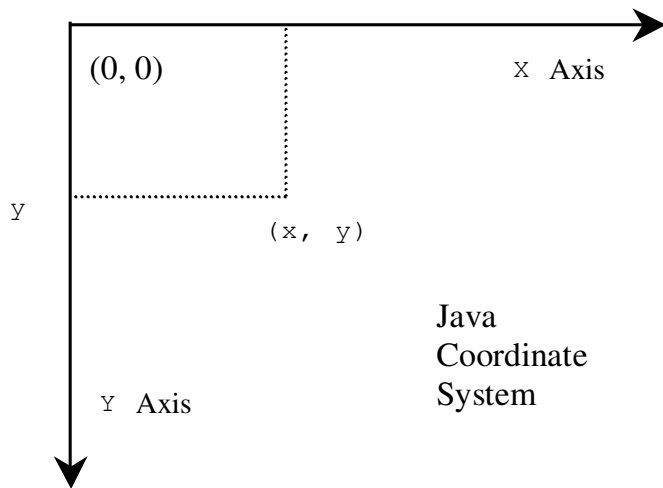 (0, 0)
X Axis
y
(x, y)
Java
Coordinate
System
Y Axis